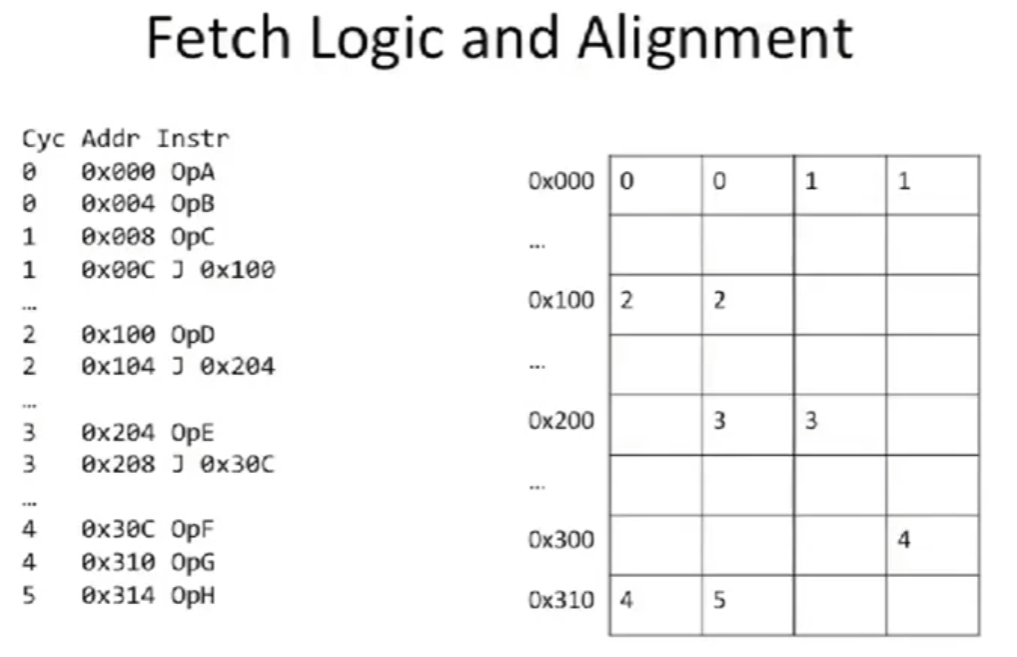 Fetch Logic and Alignment
Cyc Addr Instr
0 0x000 OpA
0 0x004 OpB
1 0x008 OpC
1 0x00C J 0x100
...
2 0x100 OpD
2 0x104 J 0x204
...
3 0x204 OpE
3 0x208 J 0x30C
...
4 0x30C OpF
4 0x310 OpG
5 0x314 OpH
0x000 0 0 1 1
...
0x100 2 2
...
0x200 3 3
...
0x300 4
0x310 4 5